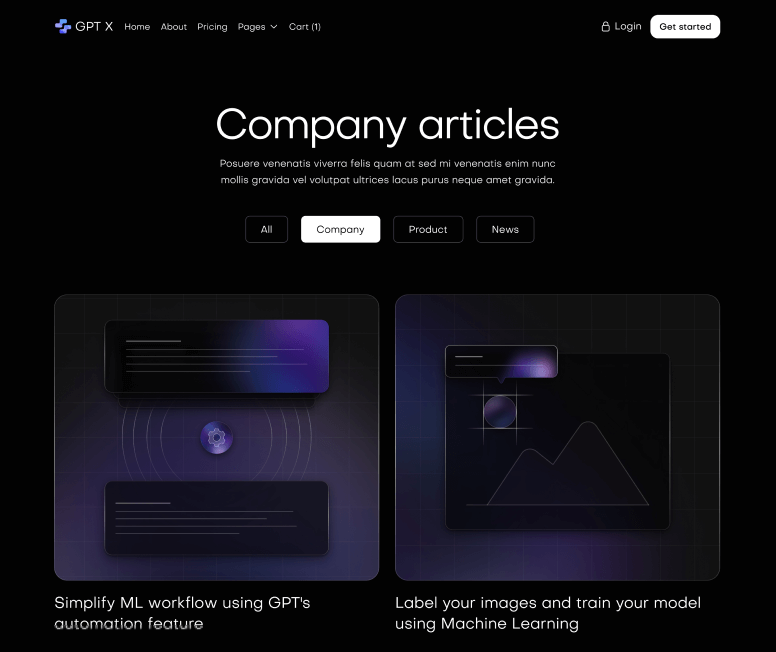 GPT X Home About Pricing Pages Cart (1) Login Get started
Company articles
Posuere venenatis viverra felis quam at sed mi venenatis enim nunc
mollis gravida vel volutpat ultrices lacus purus neque amet gravida.
All Company Product News
Simplify ML workflow using GPT's
automation feature
Label your images and train your model
using Machine Learning